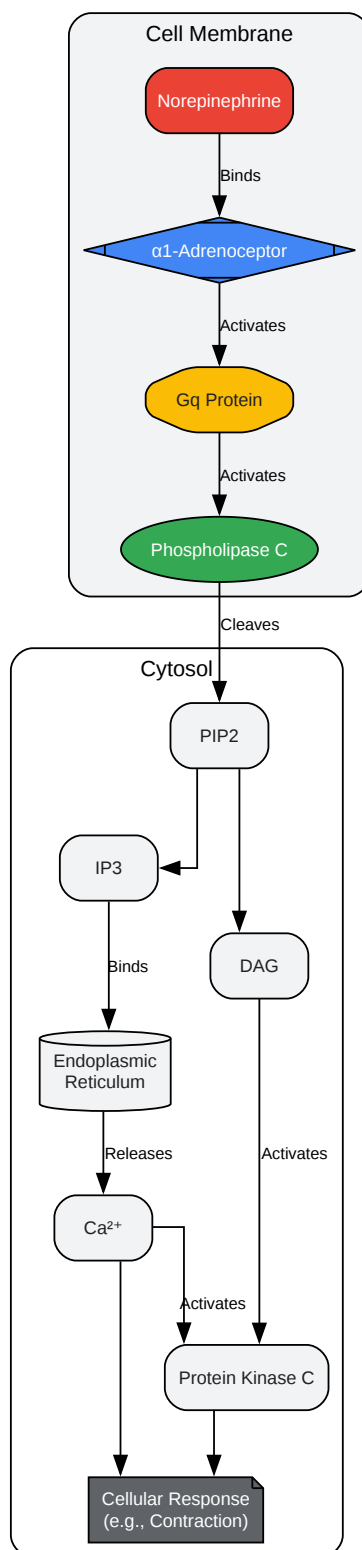 Cell Membrane
Norepinephrine
Binds
α1-Adrenoceptor
Activates
Gq Protein
Activates
Phospholipase C
Cleaves
Cytosol
PIP2
IP3
DAG
Binds
Endoplasmic
Reticulum
Releases
Activates
Ca²⁺
Activates
Protein Kinase C
Cellular Response
(e.g., Contraction)